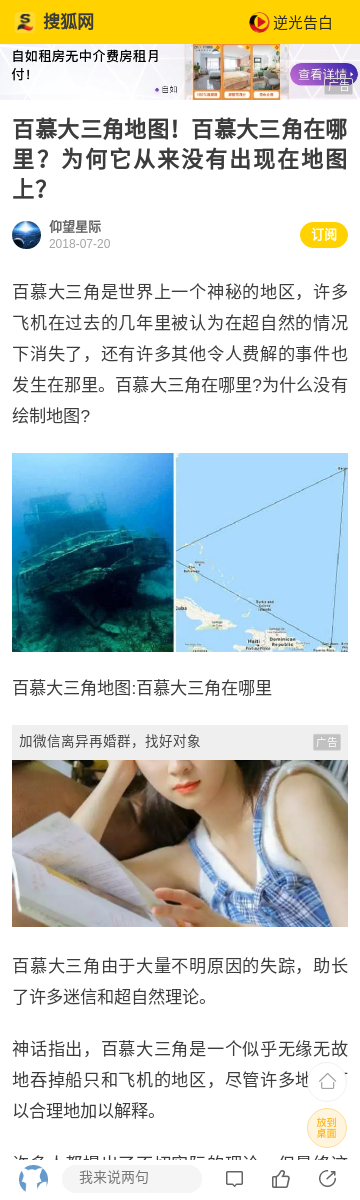 搜狐网
逆光告白
自如租房无中介费房租月
付!
自如
查看详情
广告
百慕大三角地图！百慕大三角在哪
里？为何它从来没有出现在地图
上？
仰望星际
2018-07-20
订阅
百慕大三角是世界上一个神秘的地区，许多
飞机在过去的几年里被认为在超自然的情况
下消失了，还有许多其他令人费解的事件也
发生在那里。百慕大三角在哪里?为什么没有
绘制地图?
Cuba
Haiti
Dominican
Republic
百慕大三角地图:百慕大三角在哪里
加微信离异再婚群，找好对象
广告
百慕大三角由于大量不明原因的失踪，助长
了许多迷信和超自然理论。
神话指出，百慕大三角是一个似乎无缘无故
地吞掉船只和飞机的地区，尽管许多地
以合理地加以解释。
放到
桌面
我来说两句